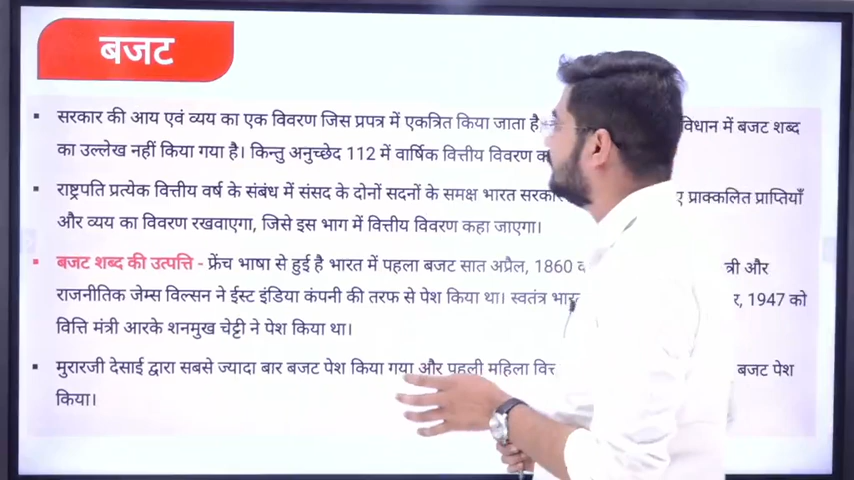 बजट
सरकार की आय एवं व्यय का एक विवरण जिस प्रपत्र में एकत्रित किया जाता है विधान में बजट शब्द
का उल्लेख नहीं किया गया है। किन्तु अनुच्छेद 112 में वार्षिक वित्तीय विवरण
राष्ट्रपति प्रत्येक वित्तीय वर्ष के संबंध में संसद के दोनों सदनों के समक्ष भारत प्राक्कलित प्राप्तियाँ
और व्यय का विवरण रखवाएगा, जिसे इस भाग में वित्तीय विवरण कहा जाएगा।
बजट शब्द की उत्पत्ति - फ्रेंच भाषा से हुई है भारत में पहला बजट सात अप्रैल, 1860 त्री और
राजनीतिक जेम्स विल्सन ने ईस्ट इंडिया कंपनी की तरफ से पेश किया था। स्वतंत्र र, 1947 को
वित्ति मंत्री आरके शनमुख चेट्टी ने पेश किया था।
मुरारजी देसाई द्वारा सबसे ज्यादा बार बजट पेश किया गया और पहली महिला बजट पेश
किया।